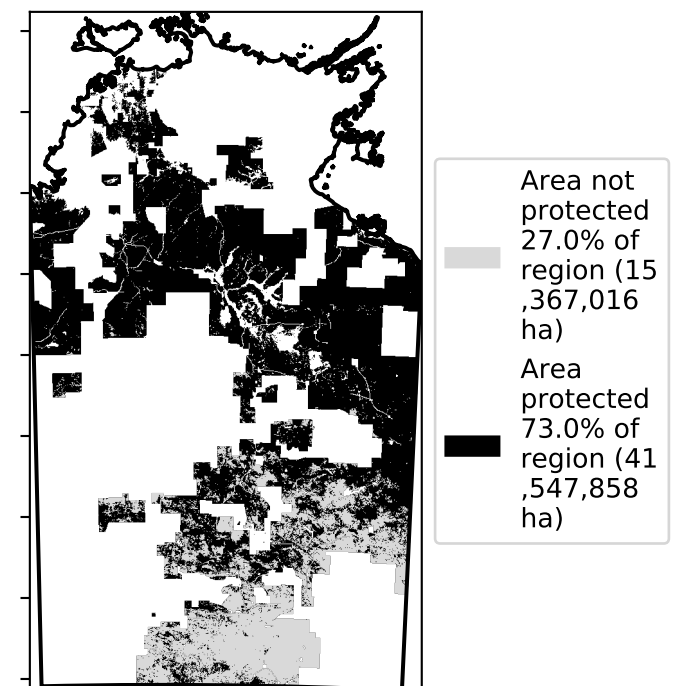 Area not
protected
27.0% of
region (15
,367,016
ha)
Area
protected
73.0% of
region (41
,547,858
ha)